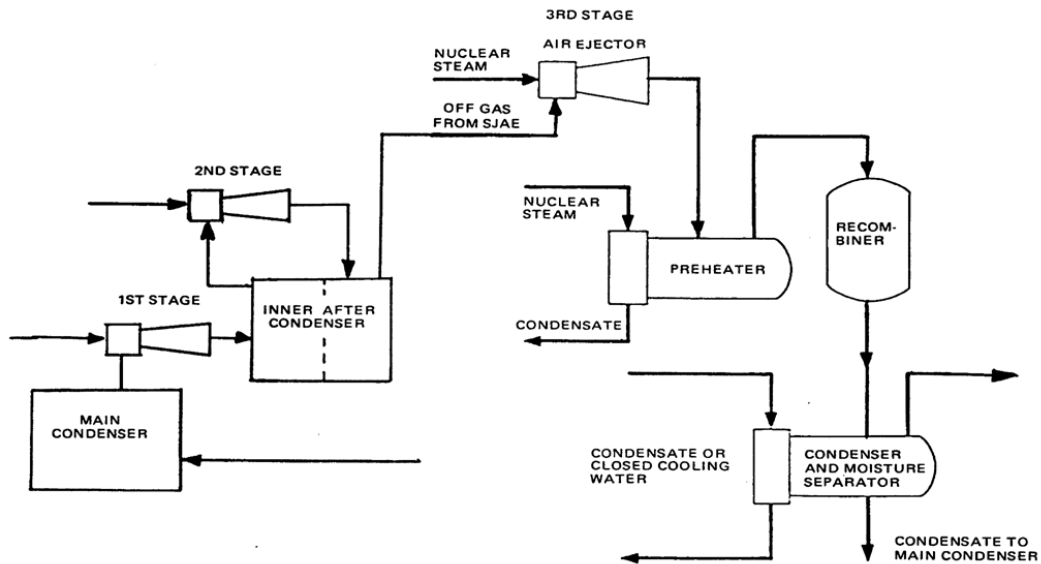 3RD STAGE
AIR EJECTOR
NUCLEAR
STEAM
OFF GAS
FROM SJAE
2ND STAGE
NUCLEAR
STEAM
RECOM-
BINER
PREHEATER
1ST STAGE
INNER AFTER
CONDENSER
CONDENSATE
MAIN
CONDENSER
CONDENSATE OR
CLOSED COOLING
WATER
CONDENSER
AND MOISTURE
SEPARATOR
CONDENSATE TO
MAIN CONDENSER